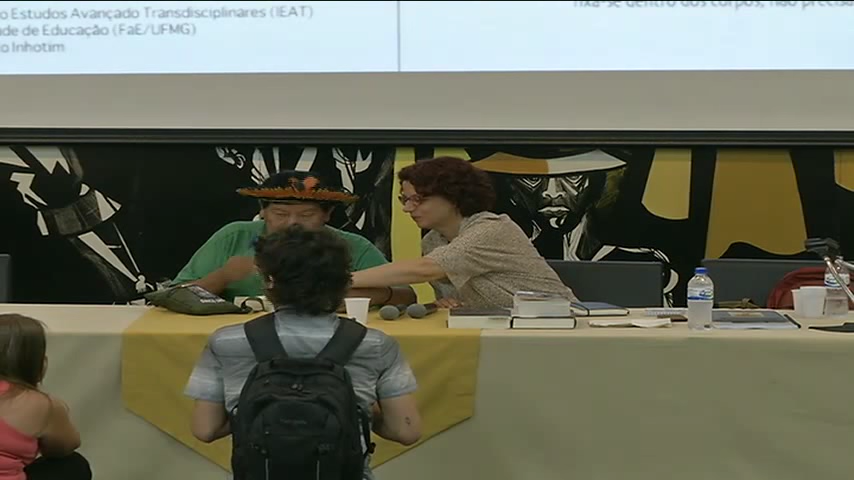 o Estudos Avançado Transdisciplinares (IEAT)
de de Educação (FaE/UFMG)
o Inhotim
fixa-se dentro dos corpos, não precisa